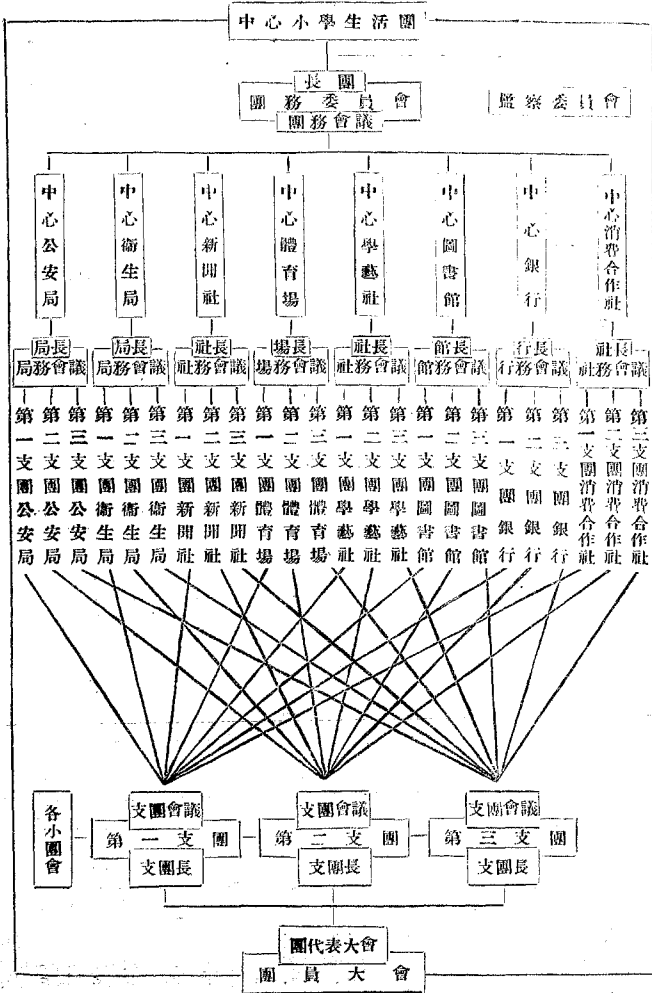 中心小學生活團
長團
團務委員會
團務會議
監察委員會
中心公安局
中心衞生局
中心新聞社
中心體育場
中心學藝社
中心圖書館
中心銀行
中心消費合作社
局長
局務會議
局長
局務會議
社長
社務會議
場長
場務會議
社長
社務會議
館長
館務會議
行長
行務會議
社長
社務會議
第一支團公安局
第二支團公安局
第三支團公安局
第一支團衞生局
第二支團衞生局
第三支團衞生局
第一支團新聞社
第二支團新聞社
第三支團新聞社
第一支團體育場
第二支團體育場
第三支團體育場
第一支團學藝社
第二支團學藝社
第三支團學藝社
第一支團圖書館
第二支團圖書館
第三支團圖書館
第一支團銀行
第二支團銀行
第三支團銀行
第一支團消費合作社
第二支團消費合作社
第三支團消費合作社
各小團會
支團會議
第一支團
支團長
支團會議
第二支團
支團長
支團會議
第三支團
支團長
團代表大會
團員大會